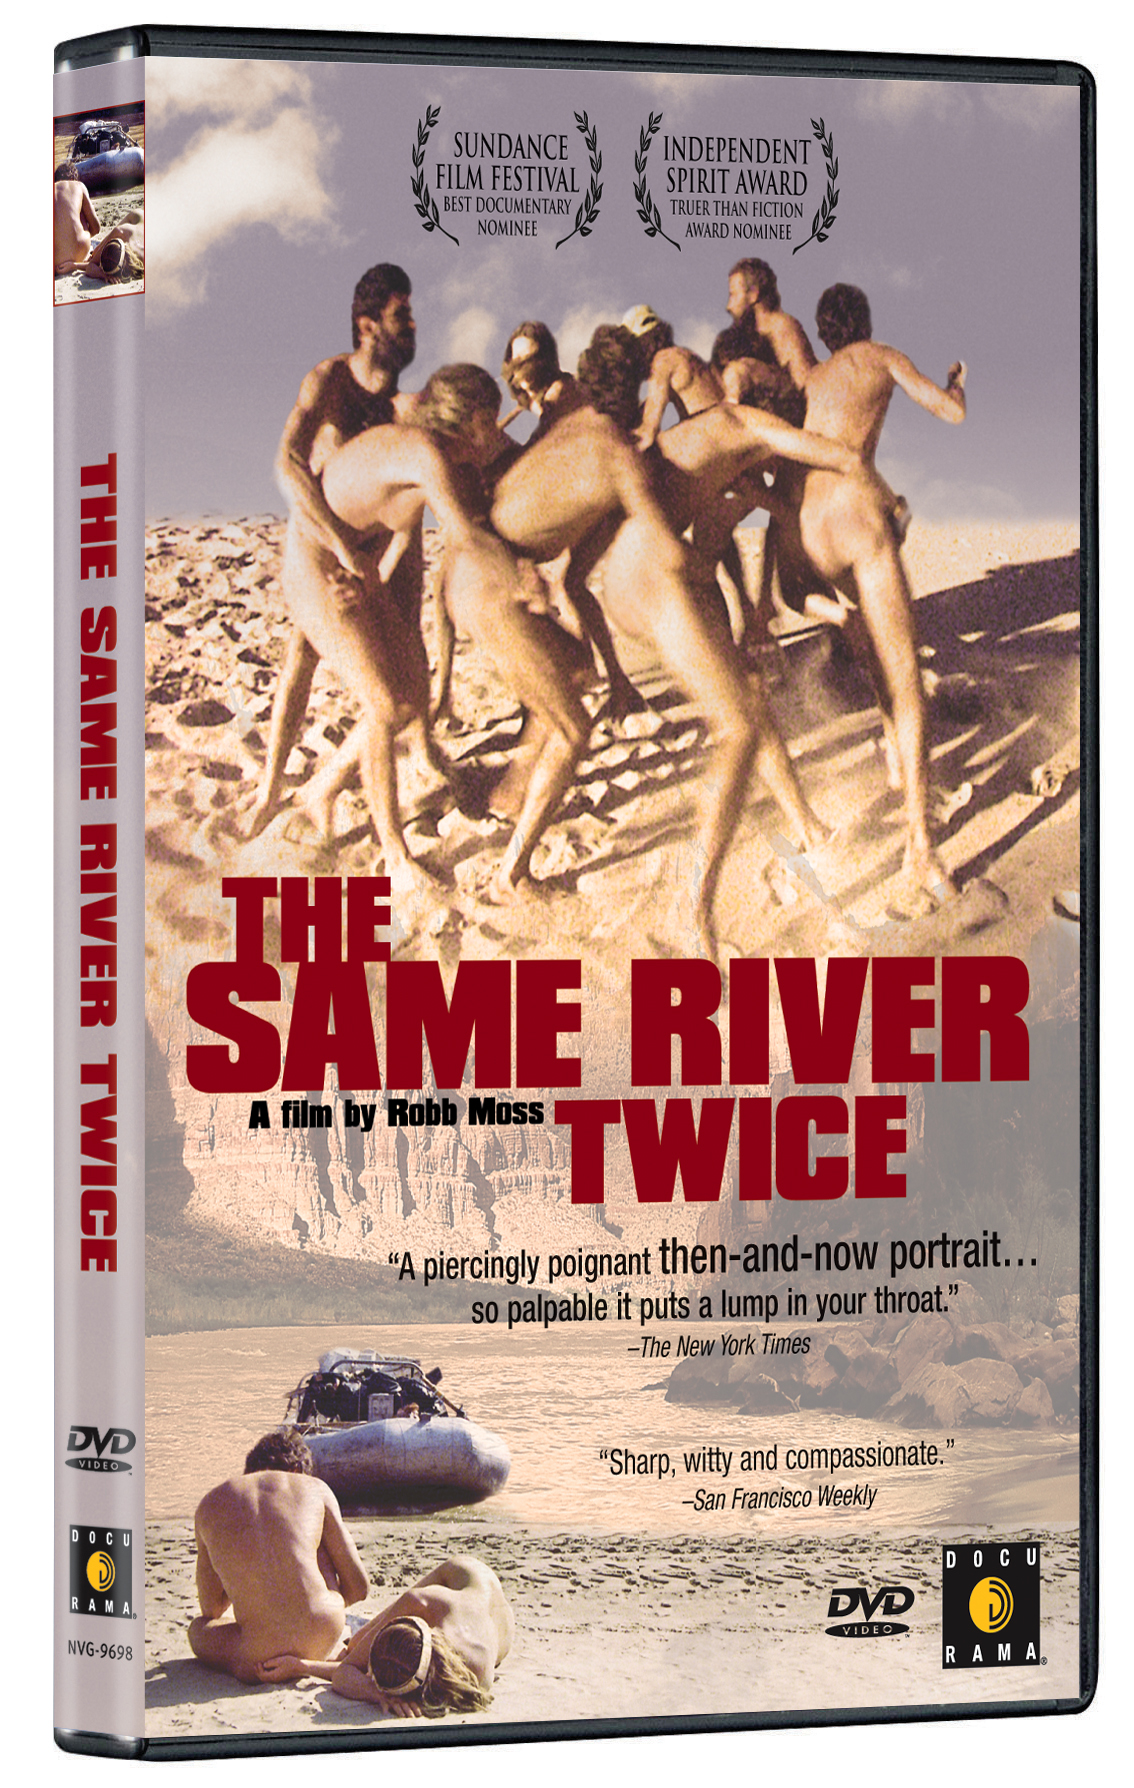 SUNDANCE
FILM FESTIVAL
BEST DOCUMENTARY
NOMINEE
INDEPENDENT
SPIRIT AWARD
TRUER THAN FICTION
AWARD NOMINEE
THE
SAME RIVER
A film by Robb Moss TWICE
“A piercingly poignant then-and-now portrait…
so palpable it puts a lump in your throat.”
–The New York Times
“Sharp, witty and compassionate.”
–San Francisco Weekly
DVD
VIDEO
DOCU
RAMA®
THE SAME RIVER TWICE
DVD
VIDEO
DOCU
RAMA®
NVG-9698